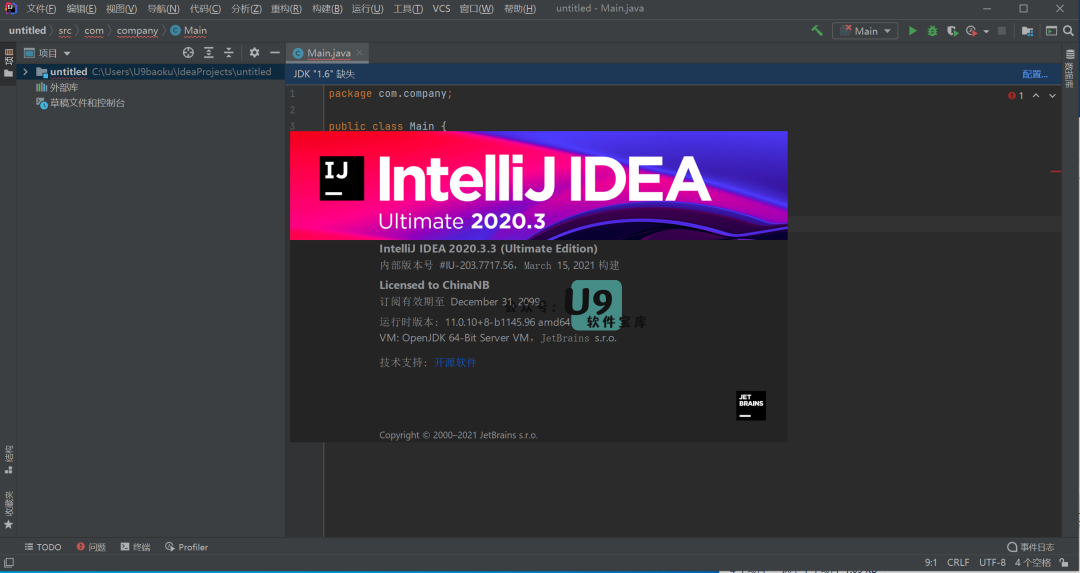 文件(F) 编辑(E) 视图(V) 导航(N) 代码(C) 分析(Z) 重构(R) 构建(B) 运行(U) 工具(T) VCS 窗口(W) 帮助(H) untitled - Main.java
untitled src com company Main
Main
项目
Main.java
项目
untitled C:\Users\U9baoku\IdeaProjects\untitled
外部库
草稿文件和控制台
JDK "1.6" 缺失
配置...
数据库
1 package com.company;
1
2
3 public class Main {
IJ
IntelliJ IDEA
Ultimate 2020.3
IntelliJ IDEA 2020.3.3 (Ultimate Edition)
内部版本号 #IU-203.7717.56，March 15, 2021 构建
Licensed to ChinaNB
订阅有效期至 December 31, 2099
公众号：U9
软件宝库
运行时版本: 11.0.10+8-b1145.96 amd64
VM: OpenJDK 64-Bit Server VM, JetBrains s.r.o.
技术支持: 开源软件
JET
BRAINS
Copyright © 2000–2021 JetBrains s.r.o.
结构
收藏夹
TODO 问题 终端 Profiler
事件日志
9:1 CRLF UTF-8 4 个空格